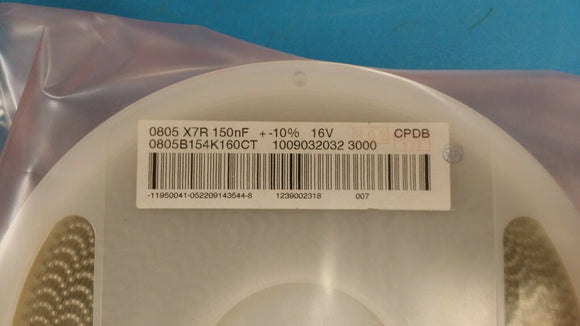 0805 X7R 150nF +-10% 16V CPDB
0805B154K160CT 1009032032 3000
-11950041-052209143544-8 1239002318 007